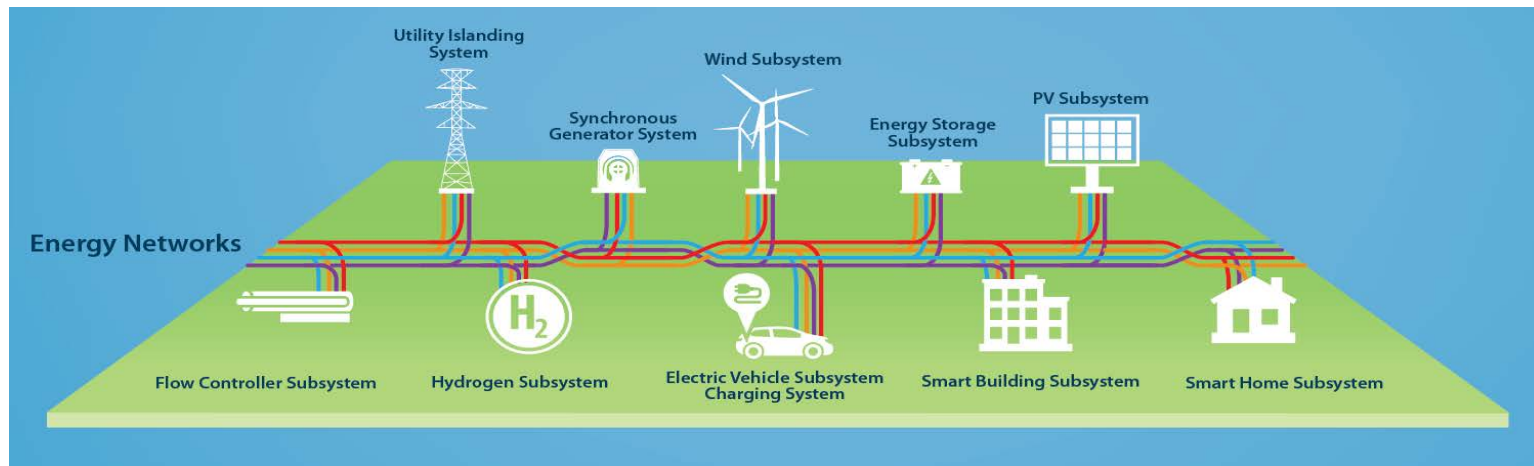 Utility Islanding
System
Synchronous
Generator System
Wind Subsystem
Energy Storage
Subsystem
PV Subsystem
Energy Networks
H2
Flow Controller Subsystem
Hydrogen Subsystem
Electric Vehicle Subsystem
Charging System
Smart Building Subsystem
Smart Home Subsystem